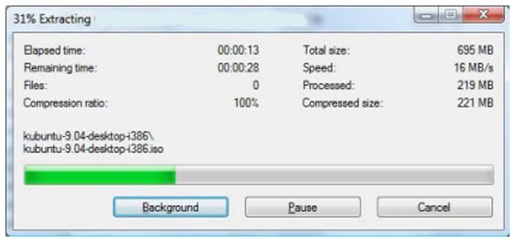 31% Extracting
Elapsed time: 00:00:13 Total size: 695 MB
Remaining time: 00:00:28 Speed: 16 MB/s
Files: 0 Processed: 219 MB
Compression ratio: 100% Compressed size: 221 MB
kubuntu-9.04-desktop-i386\
kubuntu-9.04-desktop-i386.iso
Background Pause Cancel